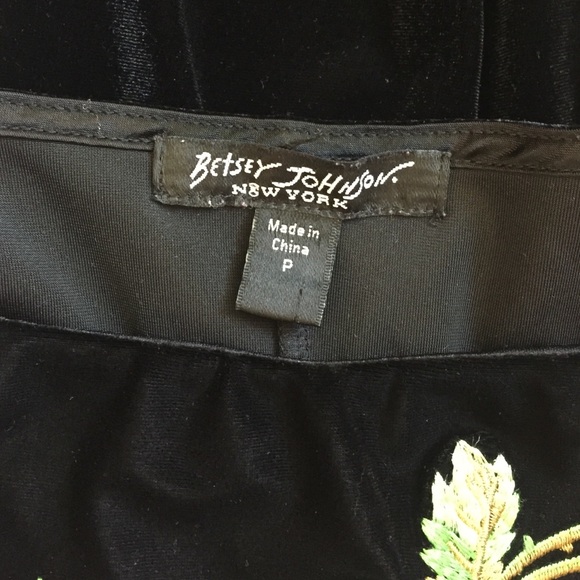 BETSEY JOHNSON.
NEW YORK
Made in
China
P